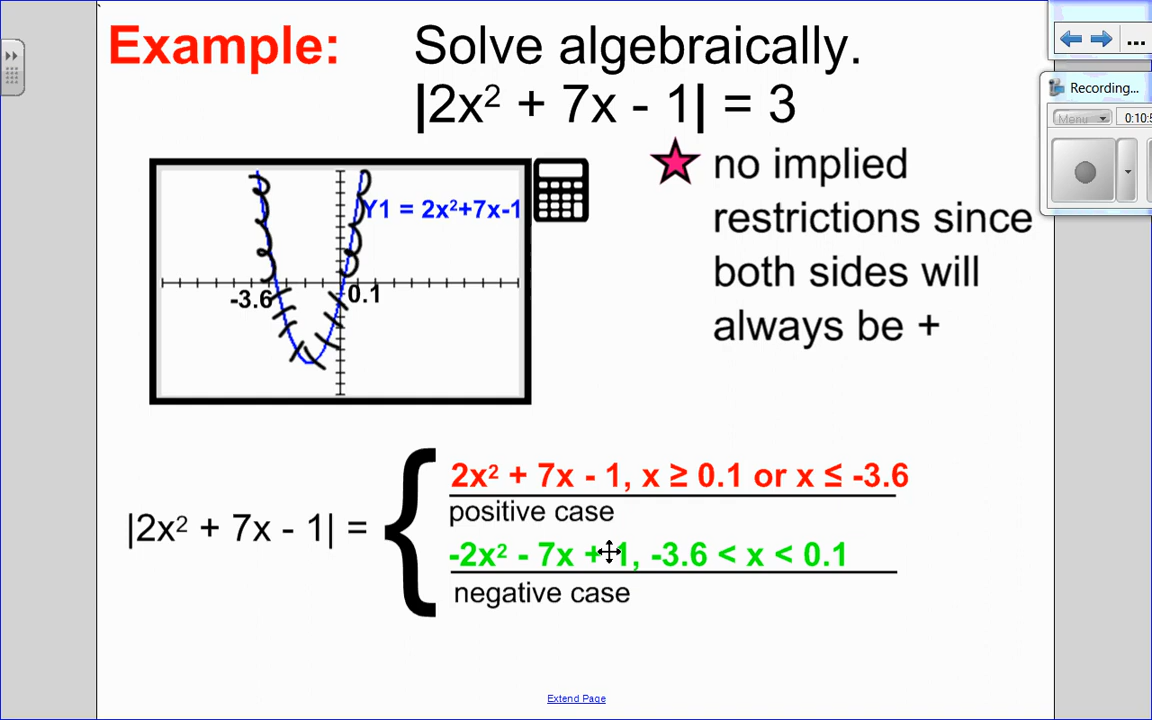 Example:
Solve algebraically.
|2x² + 7x - 1| = 3
Recording...
Menu
no implied
restrictions since
both sides will
always be +
Y1 = 2x²+7x-1
-3.6
0.1
|2x² + 7x - 1| =
2x² + 7x - 1, x ≥ 0.1 or x ≤ -3.6
positive case
-2x² - 7x + 1, -3.6 < x < 0.1
negative case
Extend Page